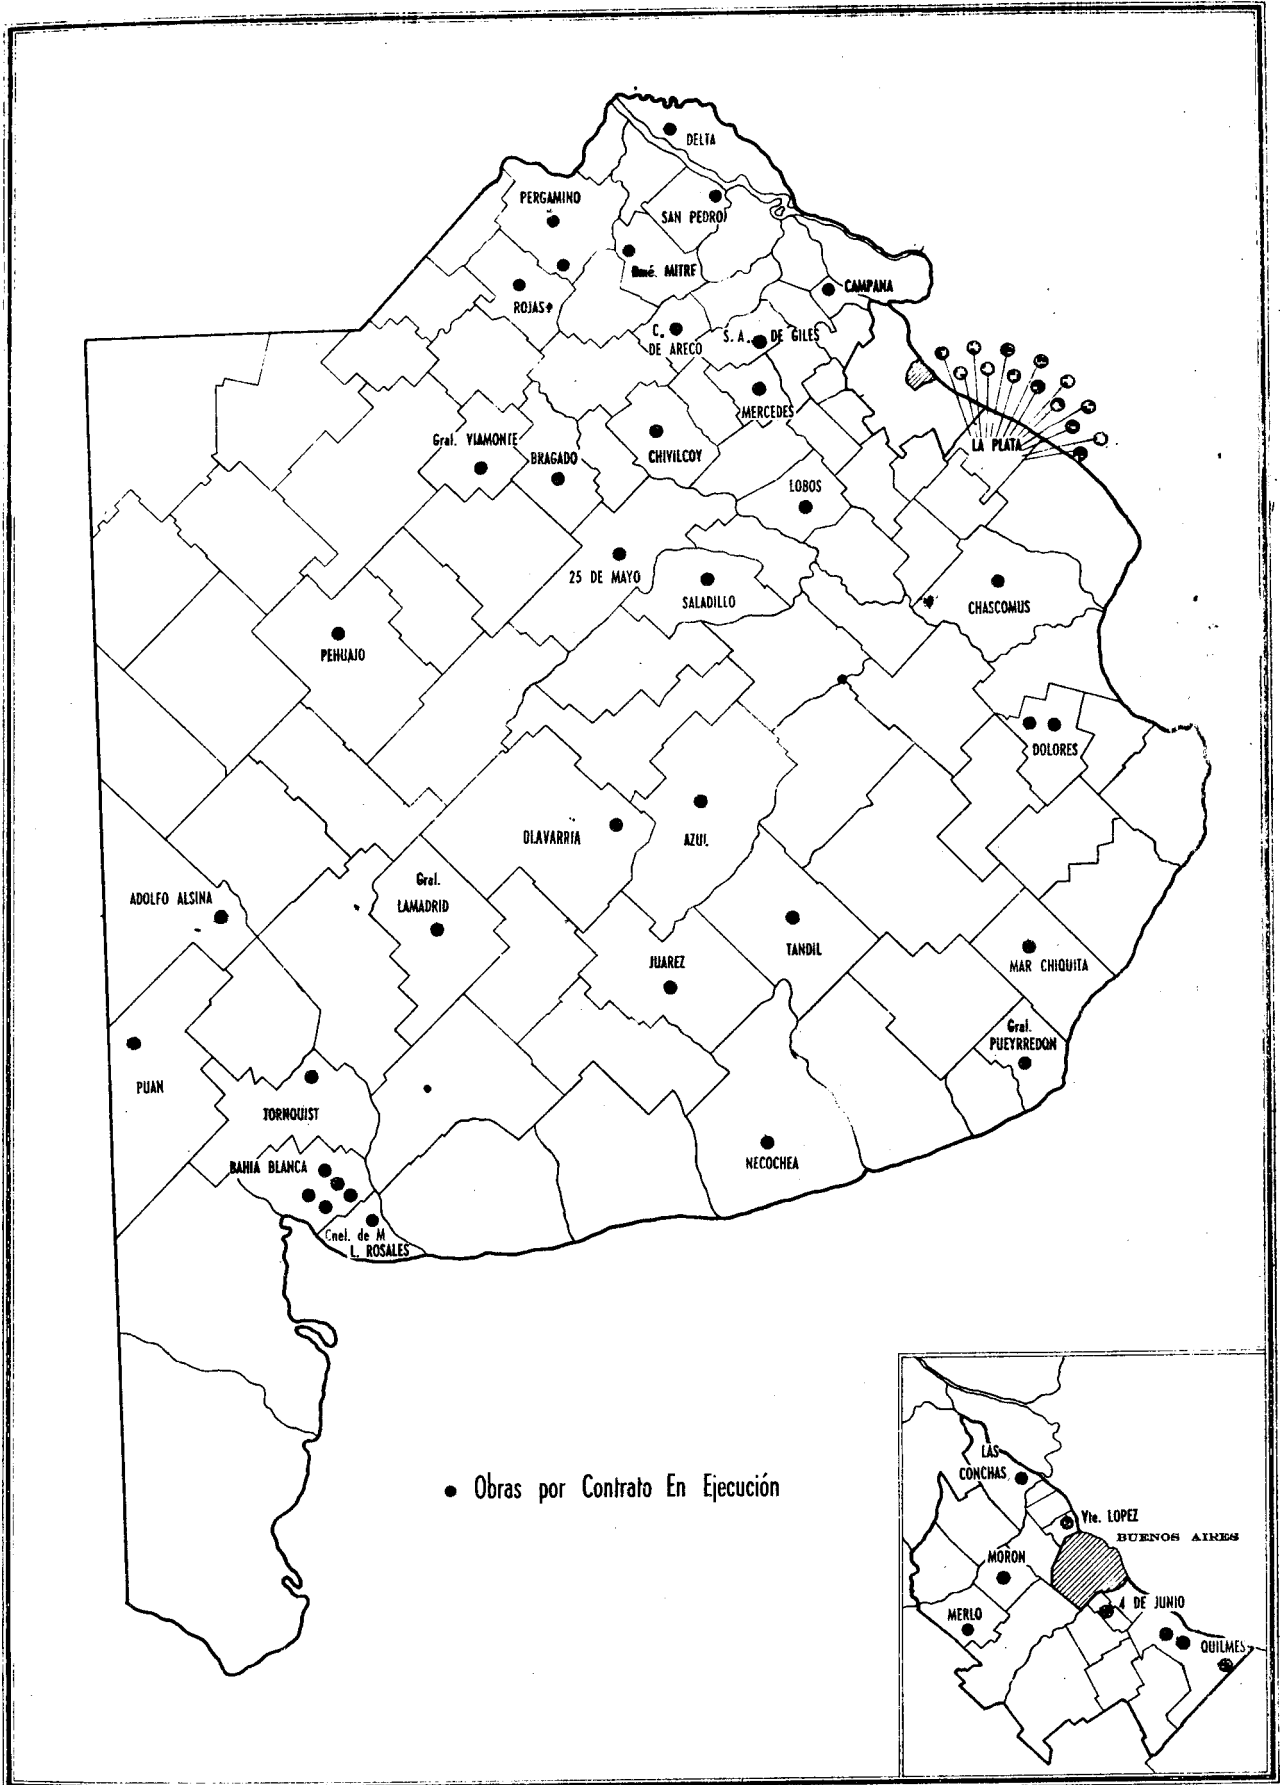 DELTA
PERGAMINO
SAN PEDRO
Bmé. MITRE
CAMPANA
ROJAS
C.
DE ARECO
S. A. DE GILES
MERCEDES
Gral. VIAMONTE
BRAGADO
CHIVILCOY
LA PLATA
LOBOS
25 DE MAYO
SALADILLO
CHASCOMUS
PEHUAJO
DOLORES
OLAVARRIA
AZUL
Gral.
LAMADRID
ADOLFO ALSINA
TANDIL
JUAREZ
MAR CHIQUITA
Gral.
PUEYRREDON
PUAN
TORNQUIST
BAHIA BLANCA
NECOCHEA
Cnel. de M
L. ROSALES
Obras por Contrato En Ejecución
LAS
CONCHAS
Vte. LOPEZ
BUENOS AIRES
MORON
4 DE JUNIO
MERLO
QUILMES